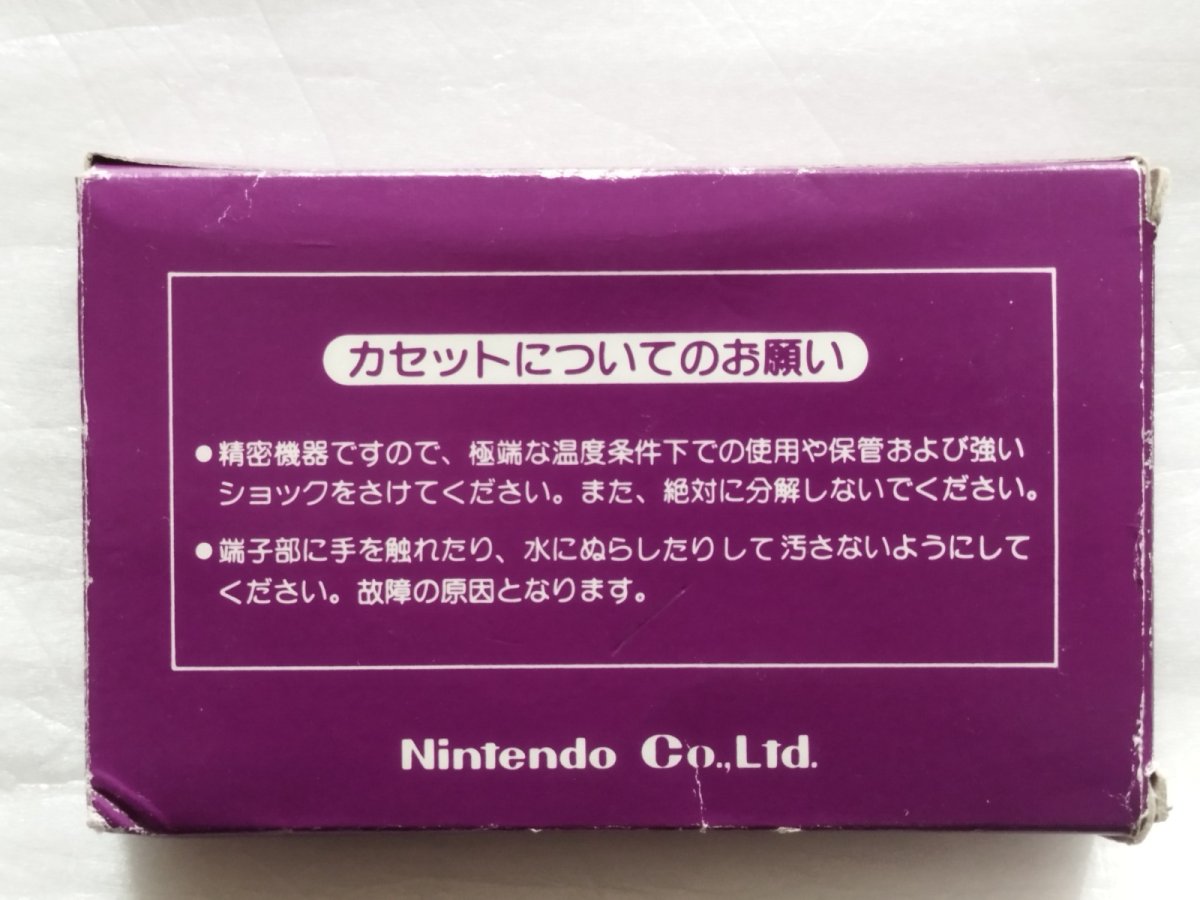 カセットについてのお願い
●精密機器ですので、極端な温度条件下での使用や保管および強い
ショックをさけてください。また、絶対に分解しないでください。
●端子部に手を触れたり、水にぬらしたりして汚さないようにして
ください。故障の原因となります。
Nintendo Co.,Ltd.